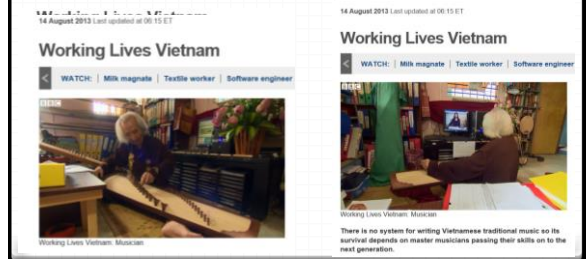 Working Lives Vietnam
14 August 2013 Last updated at 06:15 ET
Working Lives Vietnam
< WATCH: | Milk magnate | Textile worker | Software engineer
BBC
Working Lives Vietnam: Musician
14 August 2013 Last updated at 06:15 ET
Working Lives Vietnam
< WATCH: | Milk magnate | Textile worker | Software engineer
BBC
Working Lives Vietnam: Musician
There is no system for writing Vietnamese traditional music so its
survival depends on master musicians passing their skills on to the
next generation.